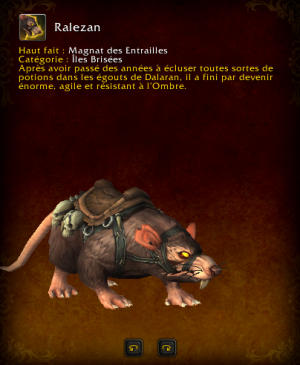 Ralezan
Haut fait : Magnat des Entrailles
Catégorie : Îles Brisées
Après avoir passé des années à écluser toutes sortes de
potions dans les égouts de Dalaran, il a fini par devenir
énorme, agile et résistant à l'Ombre.